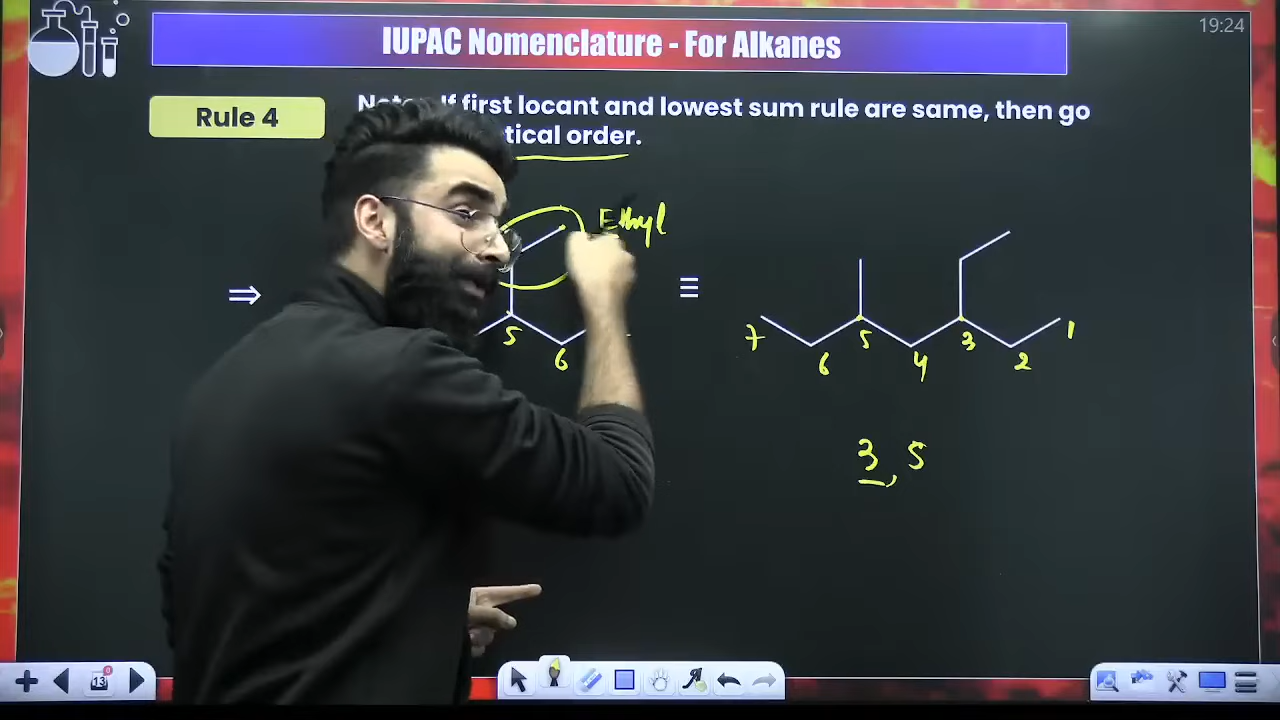 19:24
IUPAC Nomenclature - For Alkanes
Rule 4
If first locant and lowest sum rule are same, then go
order.
Ethyl
5
6
7
6
5
4
3
2
1
3, 5
13